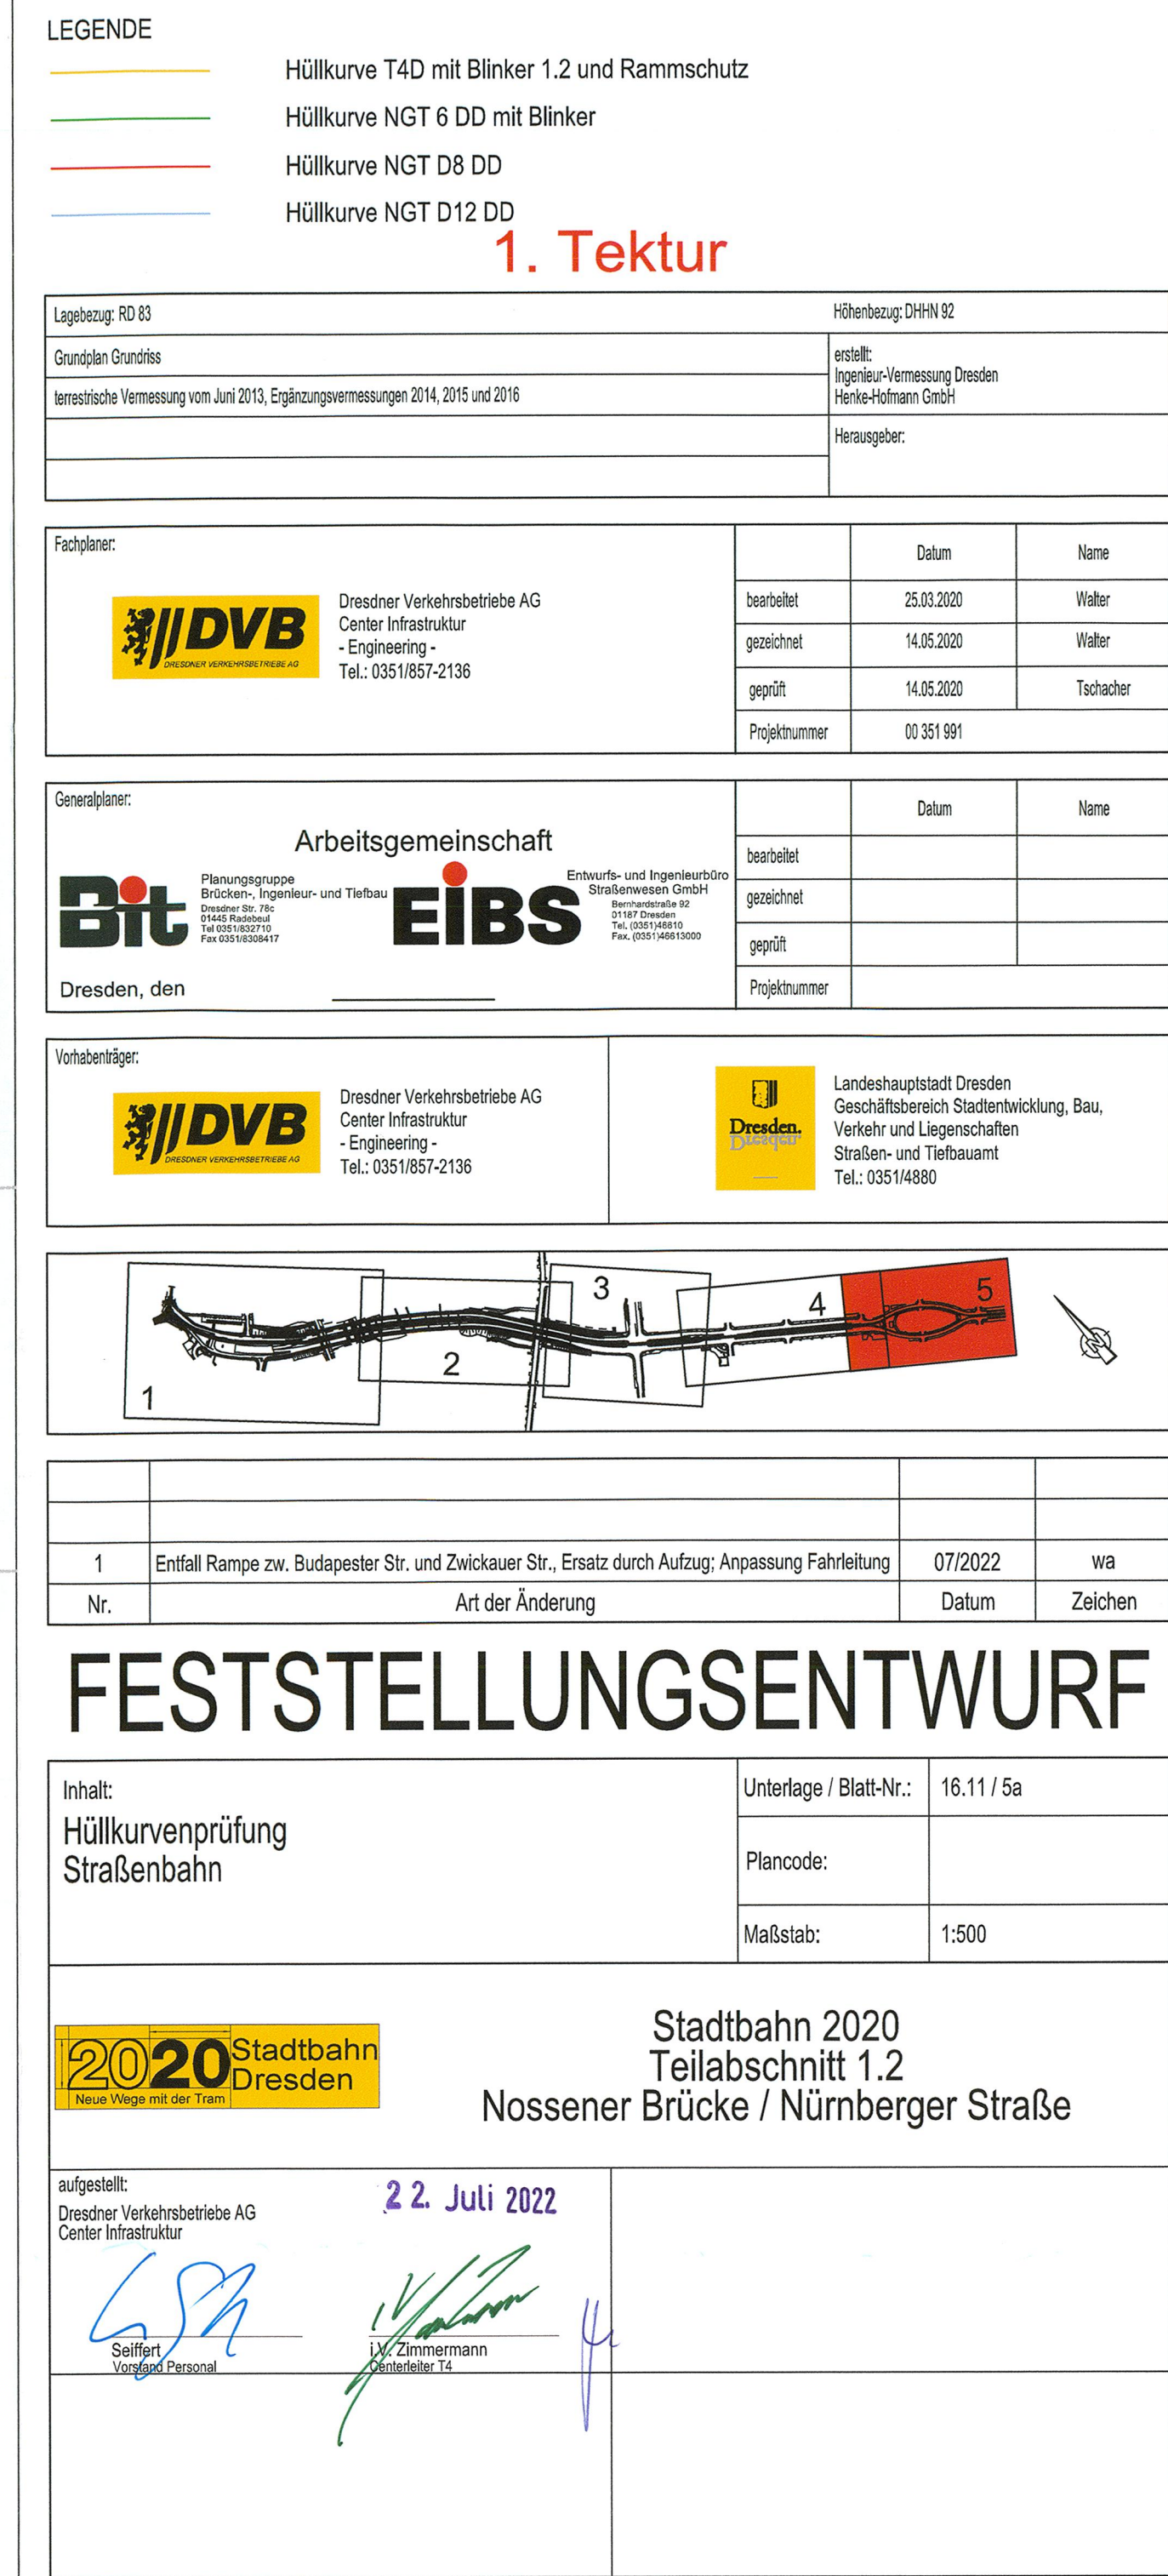 LEGENDE
Hüllkurve T4D mit Blinker 1.2 und Rammschutz
Hüllkurve NGT 6 DD mit Blinker
Hüllkurve NGT D8 DD
Hüllkurve NGT D12 DD
1. Tektur
Lagebezug: RD 83
Höhenbezug: DHHN 92
Grundplan Grundriss
terrestrische Vermessung vom Juni 2013, Ergänzungsvermessungen 2014, 2015 und 2016
erstellt:
Ingenieur-Vermessung Dresden
Henke-Hofmann GmbH
Herausgeber:
Fachplaner:
DVB
DRESDNER VERKEHRSBETRIEBE AG
Dresdner Verkehrsbetriebe AG
Center Infrastruktur
- Engineering -
Tel.: 0351/857-2136
Datum Name
bearbeitet 25.03.2020 Walter
gezeichnet 14.05.2020 Walter
geprüft 14.05.2020 Tschacher
Projektnummer 00 351 991
Generalplaner:
Arbeitsgemeinschaft
Bit
Planungsgruppe
Brücken-, Ingenieur- und Tiefbau
Dresdner Str. 78c
01445 Radebeul
Tel 0351/832710
Fax 0351/8308417
EiBS
Entwurfs- und Ingenieurbüro
Straßenwesen GmbH
Bernhardstraße 92
01187 Dresden
Tel. (0351)46610
Fax. (0351)46613000
Dresden, den
Datum Name
bearbeitet
gezeichnet
geprüft
Projektnummer
Vorhabenträger:
DVB
DRESDNER VERKEHRSBETRIEBE AG
Dresdner Verkehrsbetriebe AG
Center Infrastruktur
- Engineering -
Tel.: 0351/857-2136
Dresden.
Dresden.
Landeshauptstadt Dresden
Geschäftsbereich Stadtentwicklung, Bau,
Verkehr und Liegenschaften
Straßen- und Tiefbauamt
Tel.: 0351/4880
1
2
3
4
5
1 Entfall Rampe zw. Budapester Str. und Zwickauer Str., Ersatz durch Aufzug; Anpassung Fahrleitung 07/2022 wa
Nr. Art der Änderung Datum Zeichen
FESTSTELLUNGSENTWURF
Inhalt:
Hüllkurvenprüfung
Straßenbahn
Unterlage / Blatt-Nr.: 16.11 / 5a
Plancode:
Maßstab: 1:500
2020 Stadtbahn
Dresden
Neue Wege mit der Tram
Stadtbahn 2020
Teilabschnitt 1.2
Nossener Brücke / Nürnberger Straße
aufgestellt:
Dresdner Verkehrsbetriebe AG
Center Infrastruktur
22. Juli 2022
Seiffert
Vorstand Personal
i.V. Zimmermann
Centerleiter T4